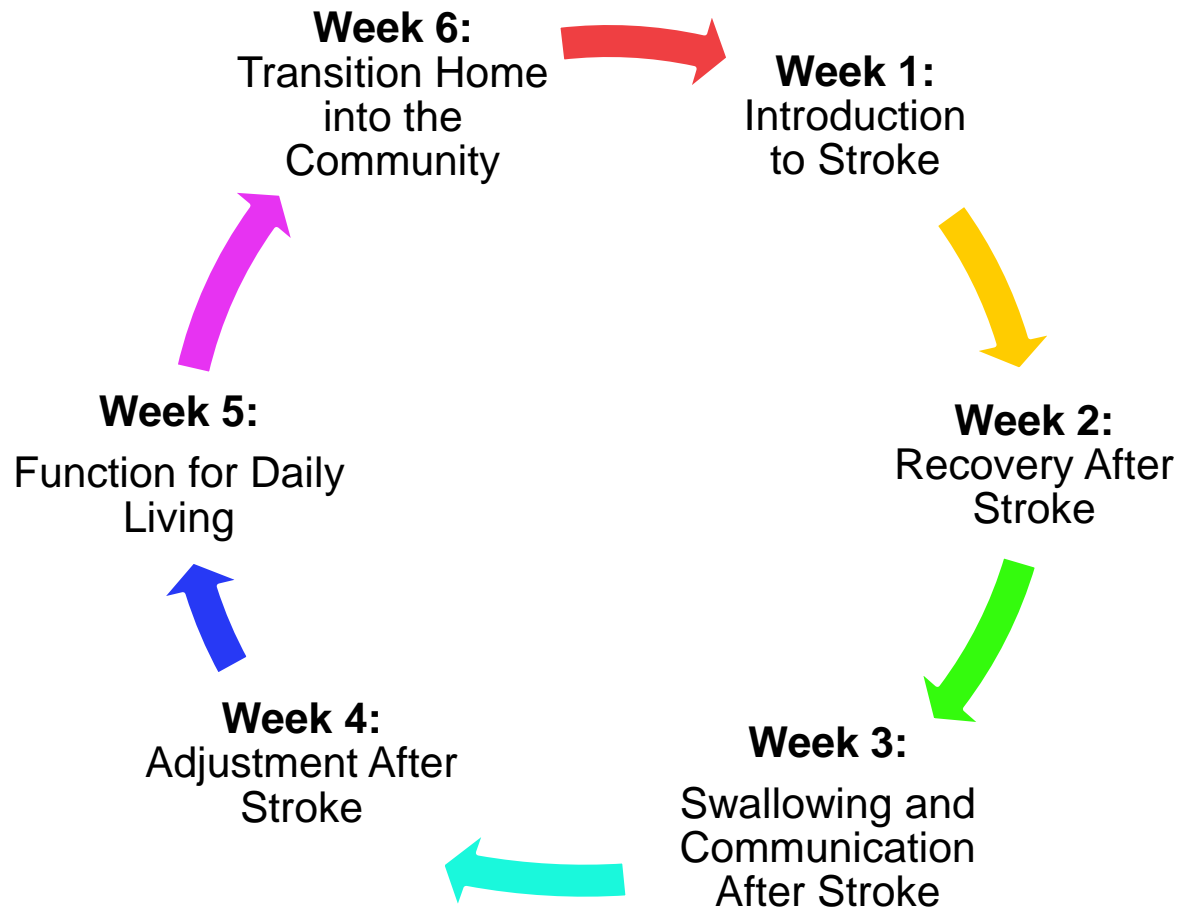 Week 6:
Transition Home
into the
Community
Week 1:
Introduction
to Stroke
Week 2:
Recovery After
Stroke
Week 3:
Swallowing and
Communication
After Stroke
Week 4:
Adjustment After
Stroke
Week 5:
Function for Daily
Living